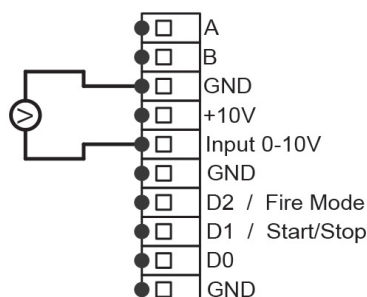 A
B
GND
+10V
V
Input 0-10V
GND
D2 / Fire Mode
D1 / Start/Stop
D0
GND